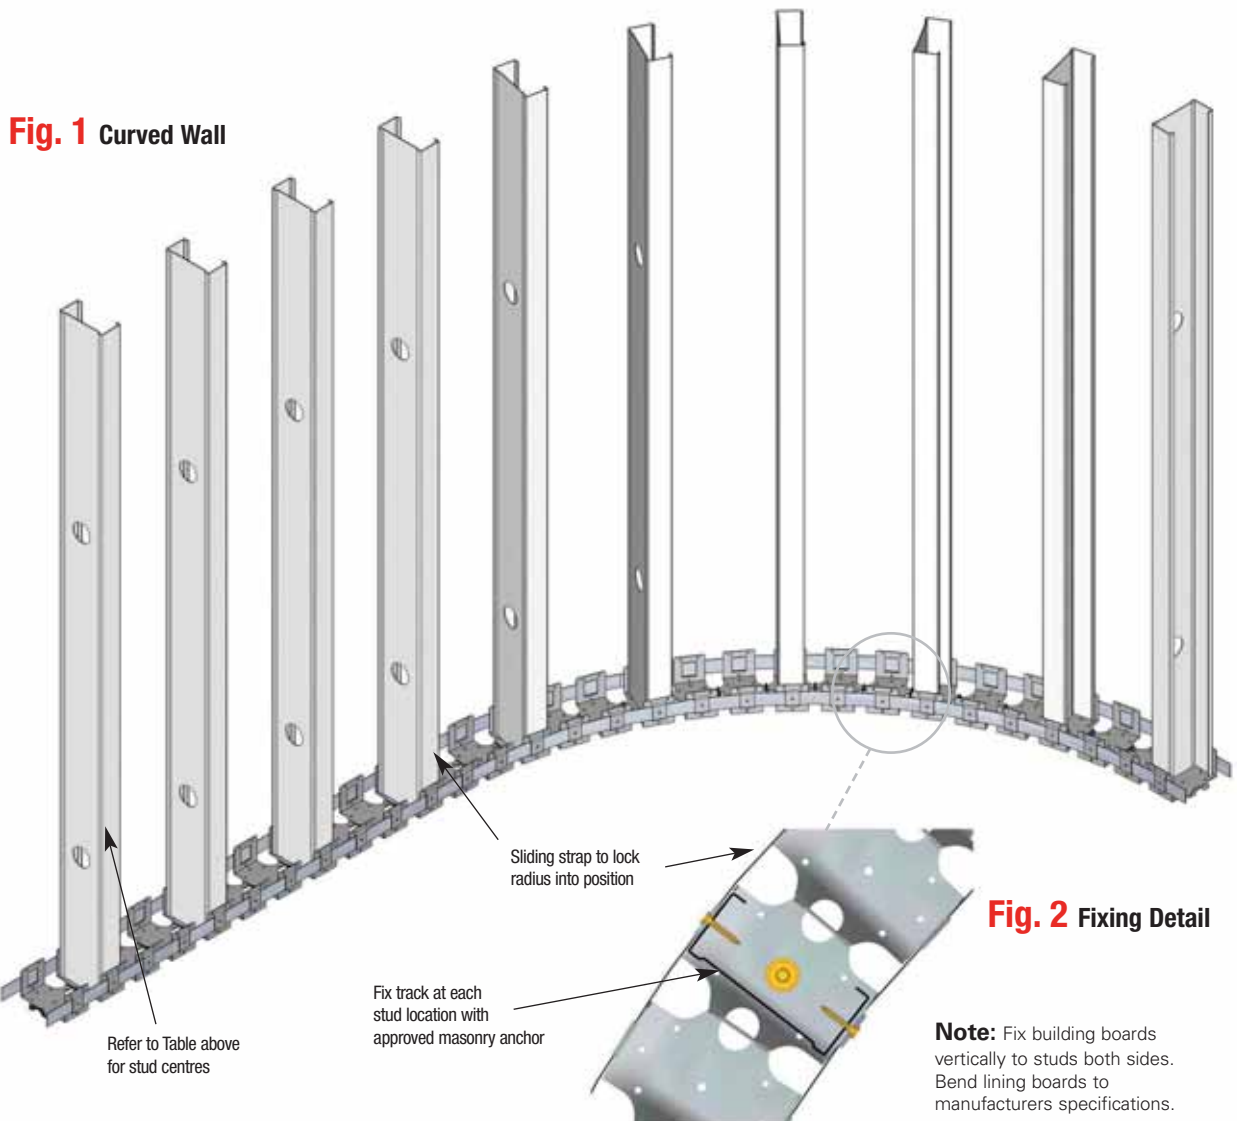 Fig. 1 Curved Wall
Sliding strap to lock
radius into position
Fig. 2 Fixing Detail
Fix track at each
stud location with
approved masonry anchor
Refer to Table above
for stud centres
Note: Fix building boards
vertically to studs both sides.
Bend lining boards to
manufacturers specifications.